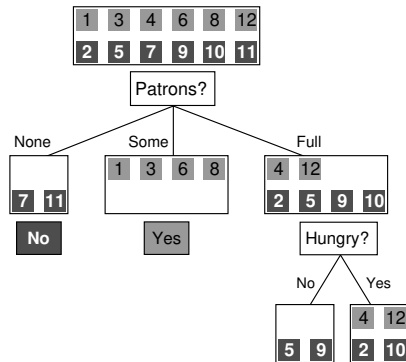 1 3 4 6 8 12
2 5 7 9 10 11
Patrons?
None Some Full
1 3 6 8 4 12
7 11 2 5 9 10
No Yes Hungry?
No Yes
4 12
5 9 2 10